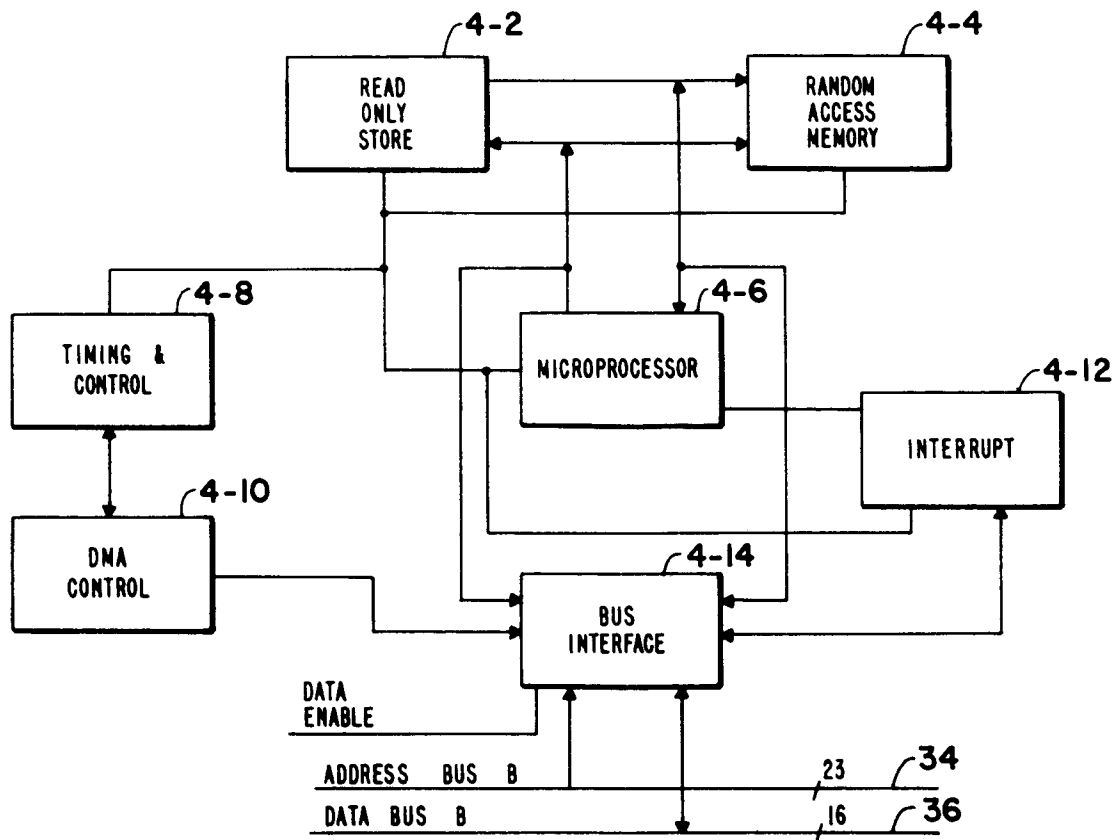 4-2
READ
ONLY
STORE
4-4
RANDOM
ACCESS
MEMORY
4-8
TIMING &
CONTROL
4-6
MICROPROCESSOR
4-12
INTERRUPT
4-10
DMA
CONTROL
4-14
BUS
INTERFACE
DATA
ENABLE
ADDRESS BUS B 23 34
DATA BUS B 16 36